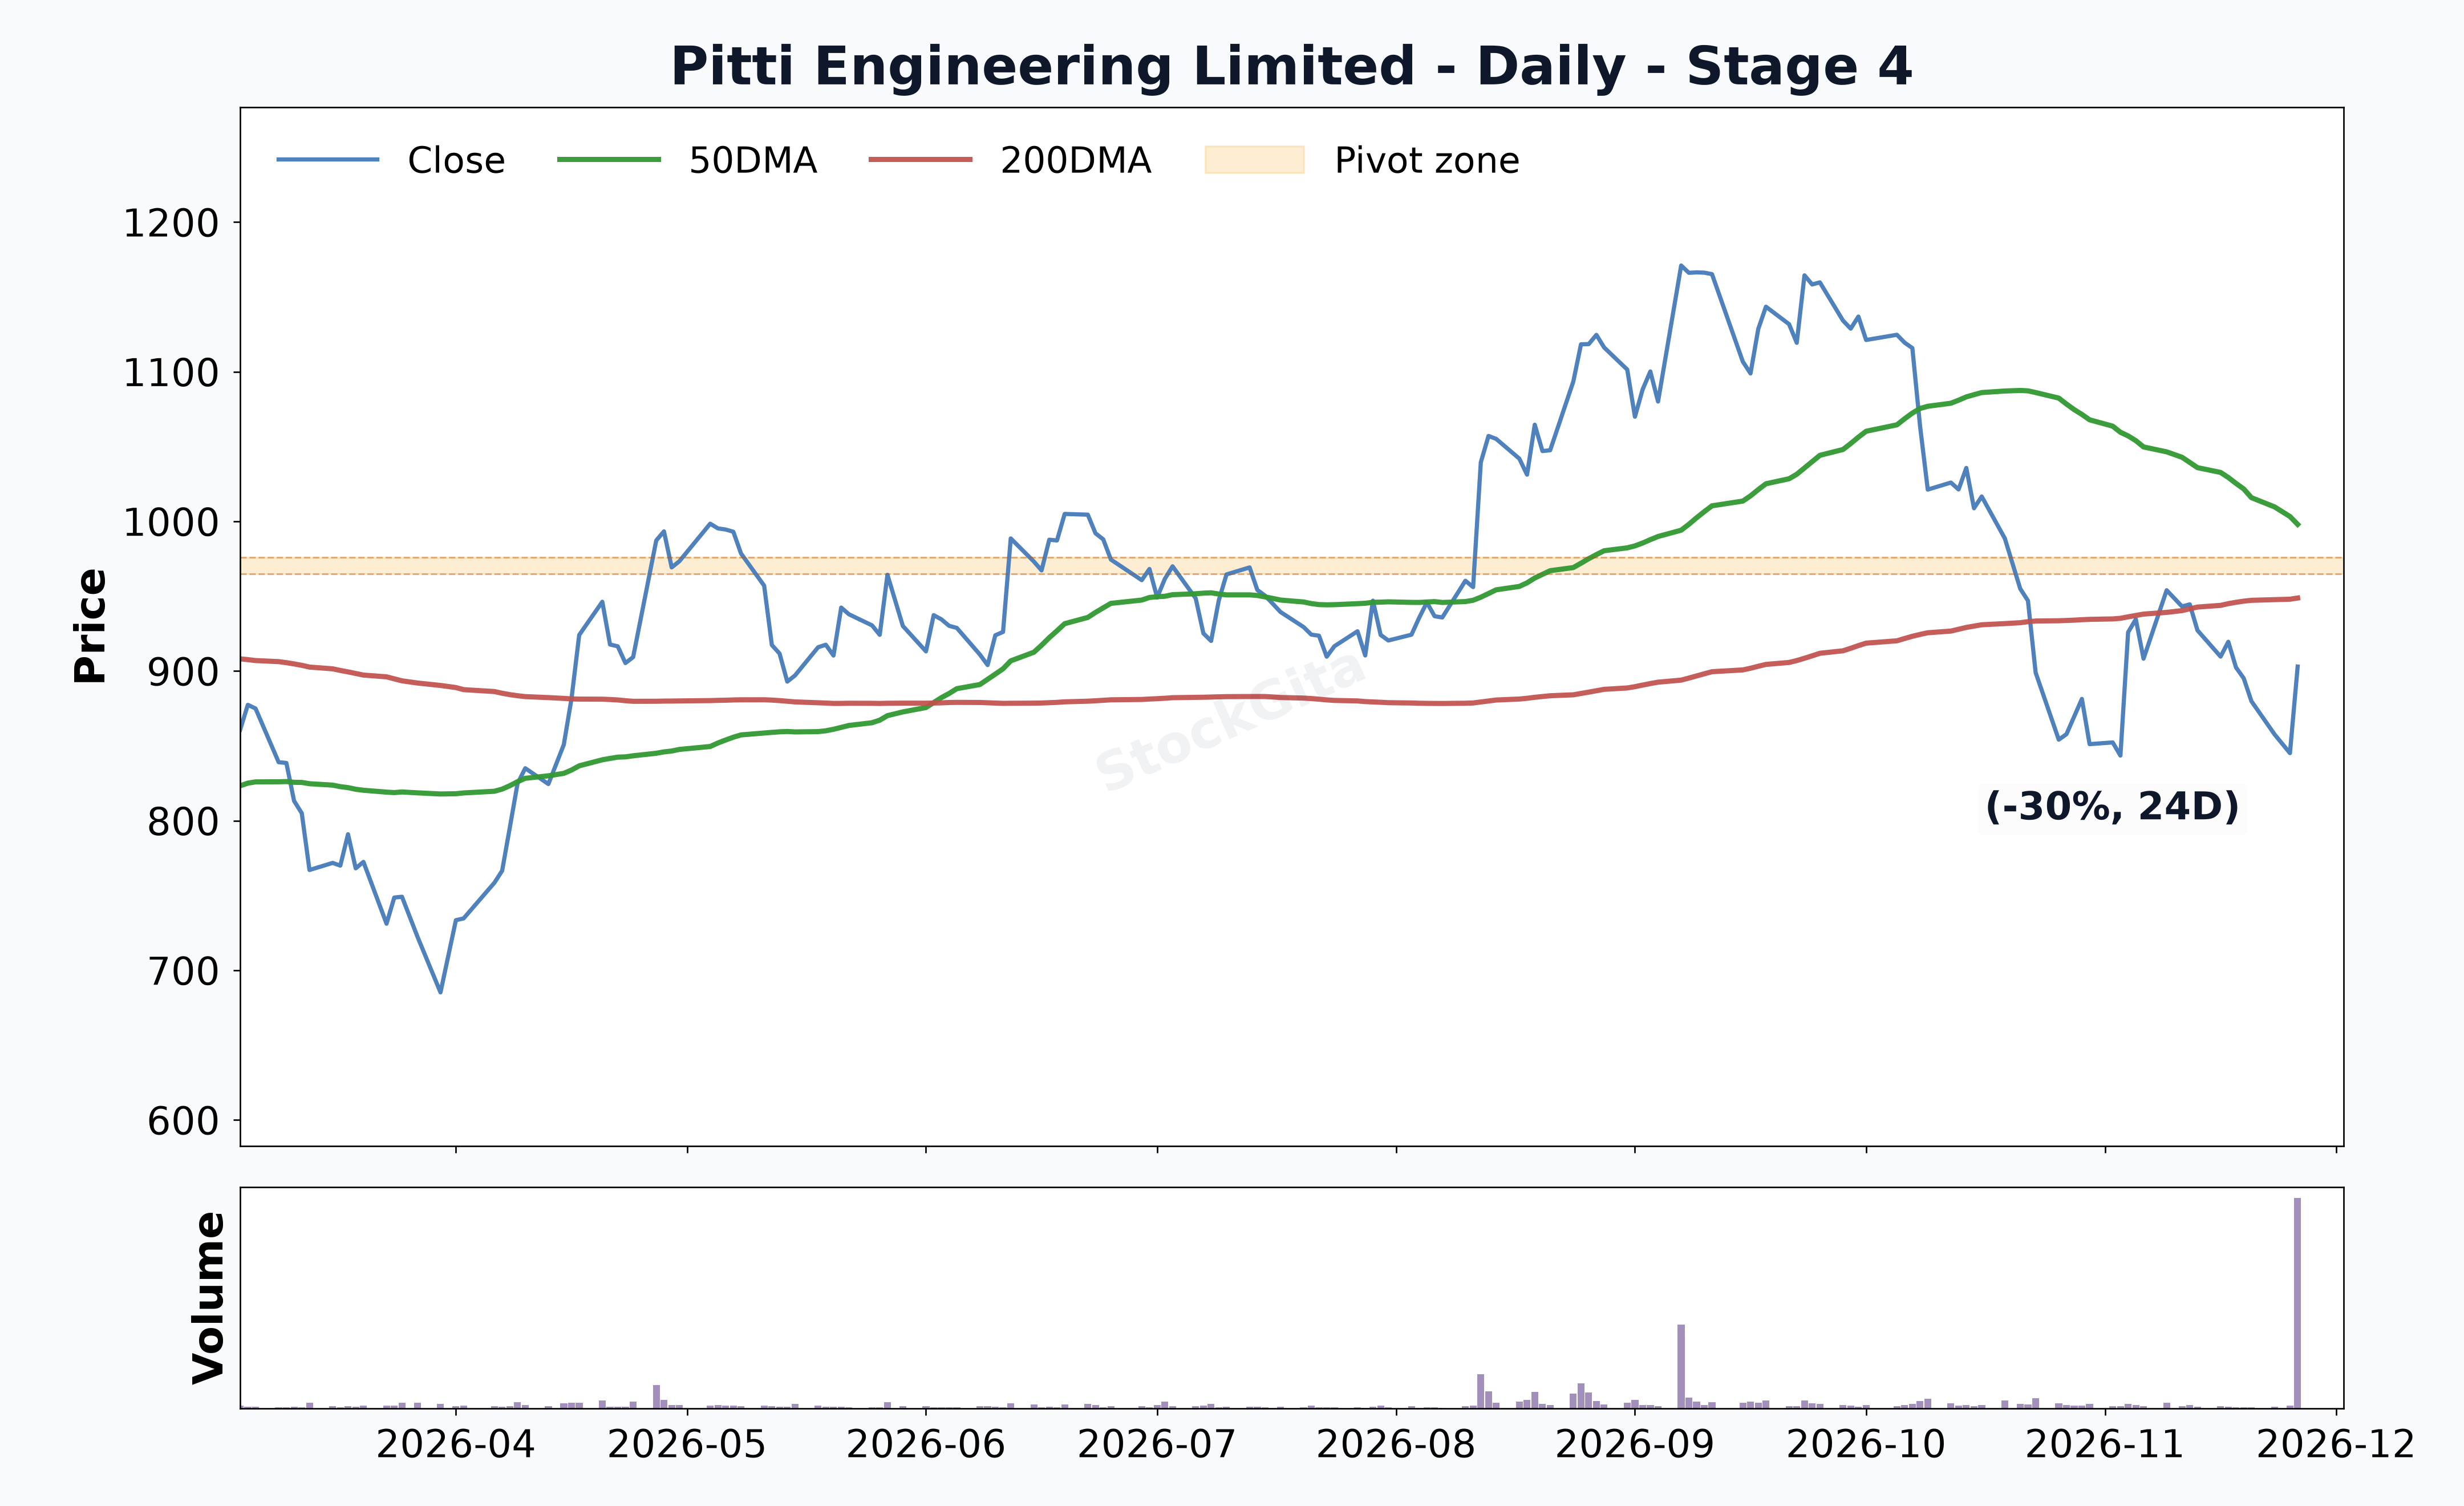 Pitti Engineering Limited - Daily - Stage 4
Close 50DMA 200DMA Pivot zone
Price
1200
1100
1000
900
800
700
600
StockGita
(-30%, 24D)
Volume
2026-04 2026-05 2026-06 2026-07 2026-08 2026-09 2026-10 2026-11 2026-12